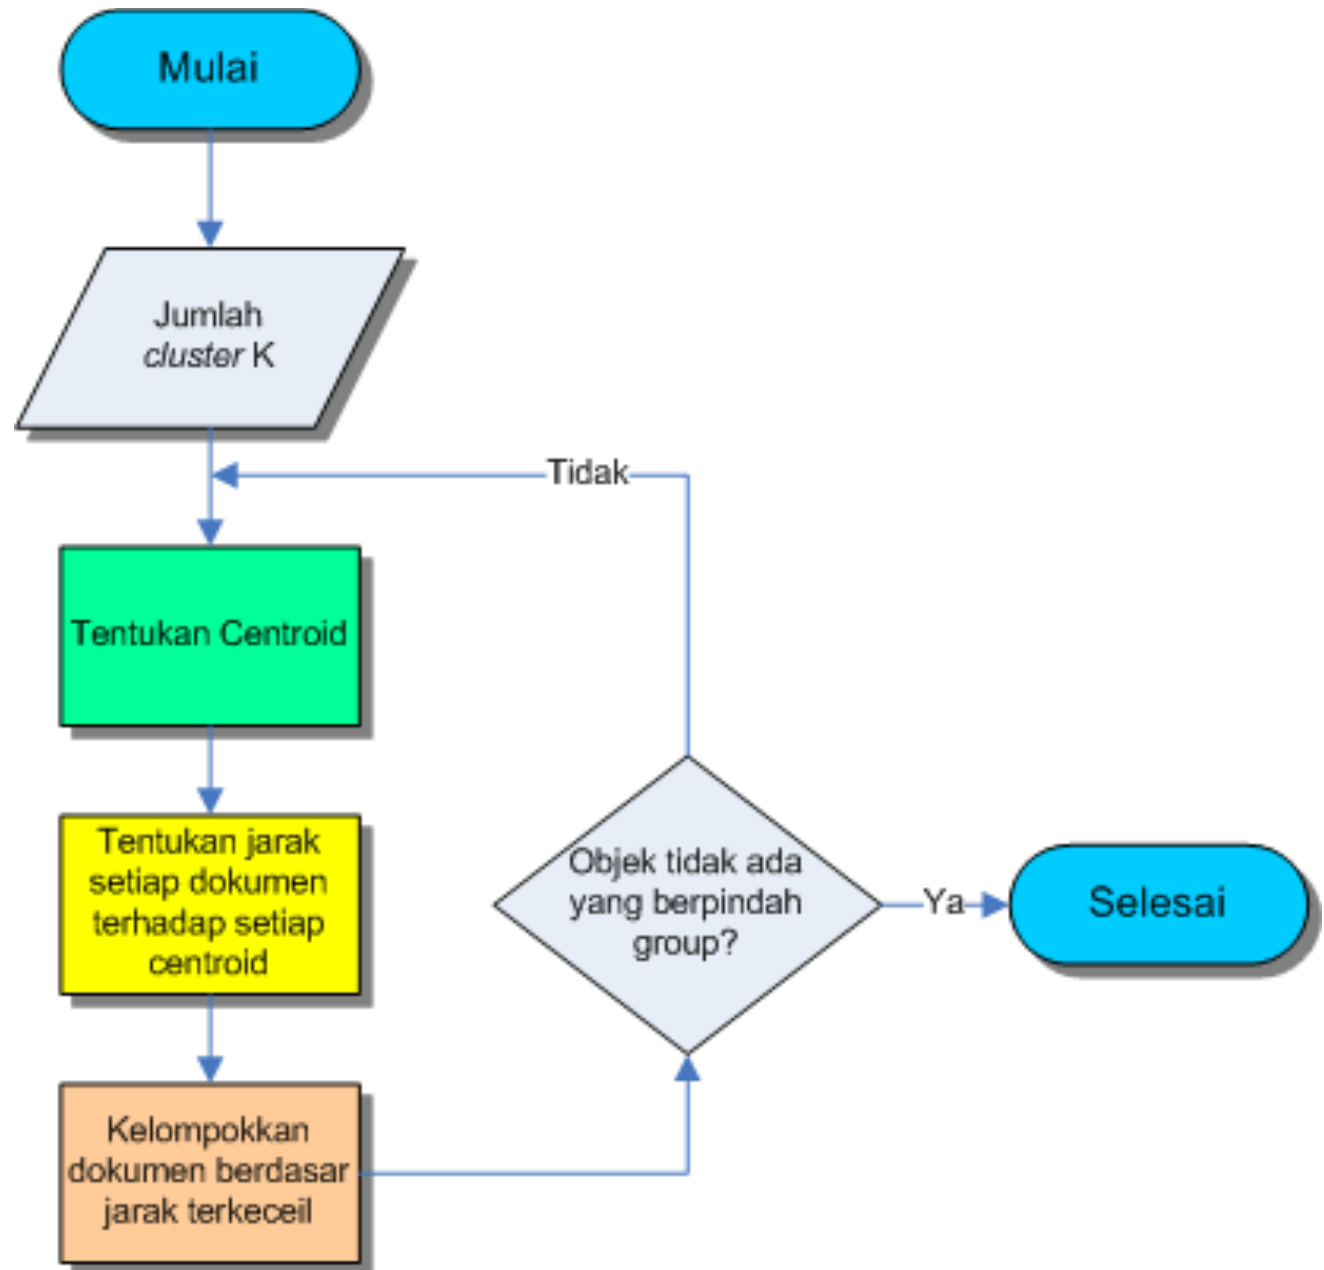 Mulai
Jumlah
cluster K
Tidak
Tentukan Centroid
Tentukan jarak
setiap dokumen
terhadap setiap
centroid
Kelompokkan
dokumen berdasar
jarak terkeceil
Objek tidak ada
yang berpindah
group?
Ya
Selesai